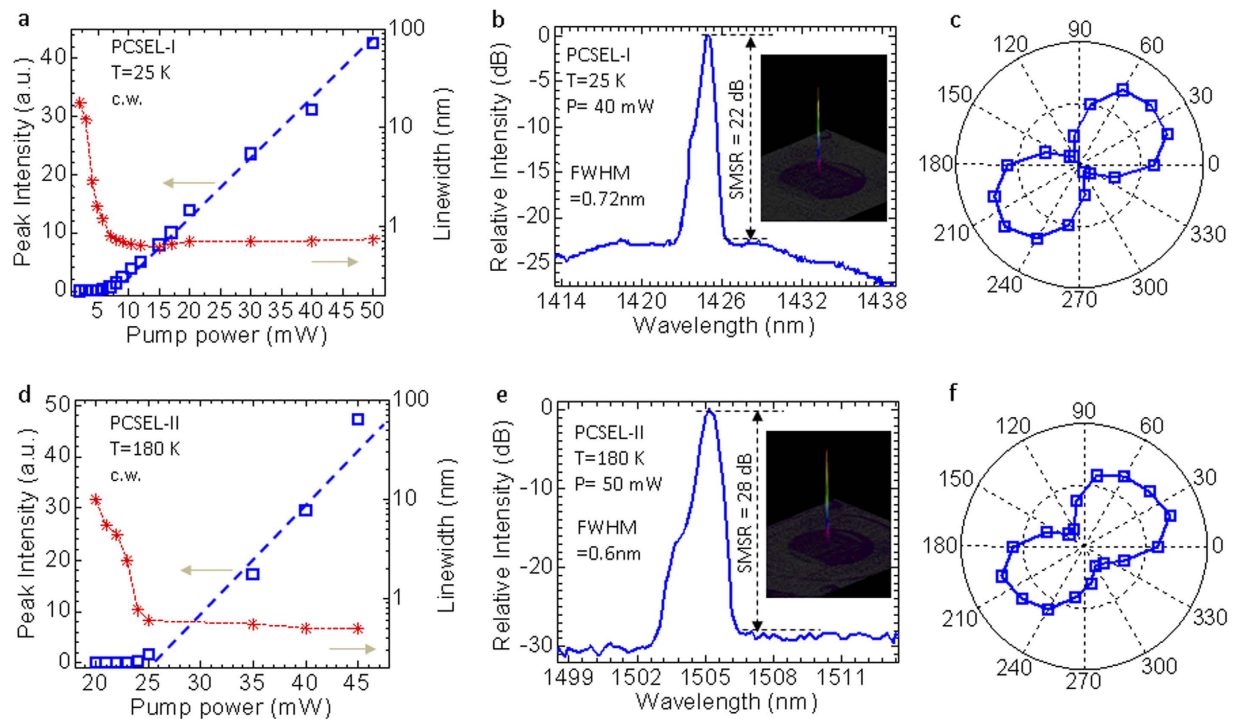 a
PCSEL-I
T=25 K
c.w.
Peak Intensity (a.u.)
45
40
30
20
10
0
100
10
1
Linewidth (nm)
5 10 15 20 25 30 35 40 45 50
Pump power (mW)
b
PCSEL-I
T=25 K
P= 40 mW
FWHM
=0.72nm
SMSR = 22 dB
Relative Intensity (dB)
0
-5
-10
-15
-20
-25
1414 1420 1426 1432 1438
Wavelength (nm)
c
90
120 60
150 30
180 0
210 330
240 300
270
d
PCSEL-II
T=180 K
c.w.
Peak Intensity (a.u.)
50
40
30
20
10
0
100
10
1
Linewidth (nm)
20 25 30 35 40 45
Pump power (mW)
e
PCSEL-II
T=180 K
P= 50 mW
FWHM
=0.6nm
SMSR = 28 dB
Relative Intensity (dB)
0
-10
-20
-30
1499 1502 1505 1508 1511
Wavelength (nm)
f
90
120 60
150 30
180 0
210 330
240 300
270